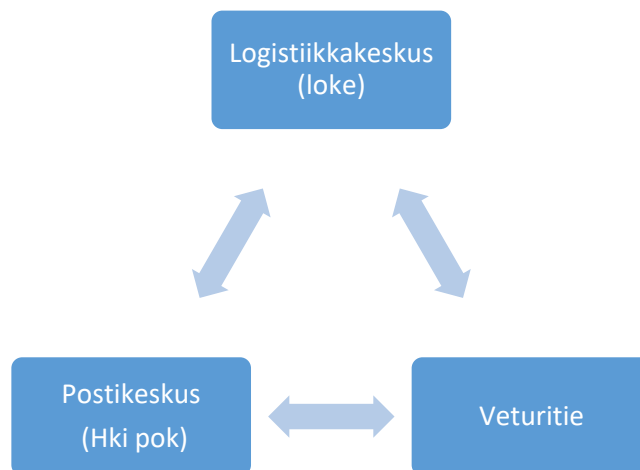 Logistiikkakeskus
(loke)
Postikeskus
(Hki pok)
Veturitie